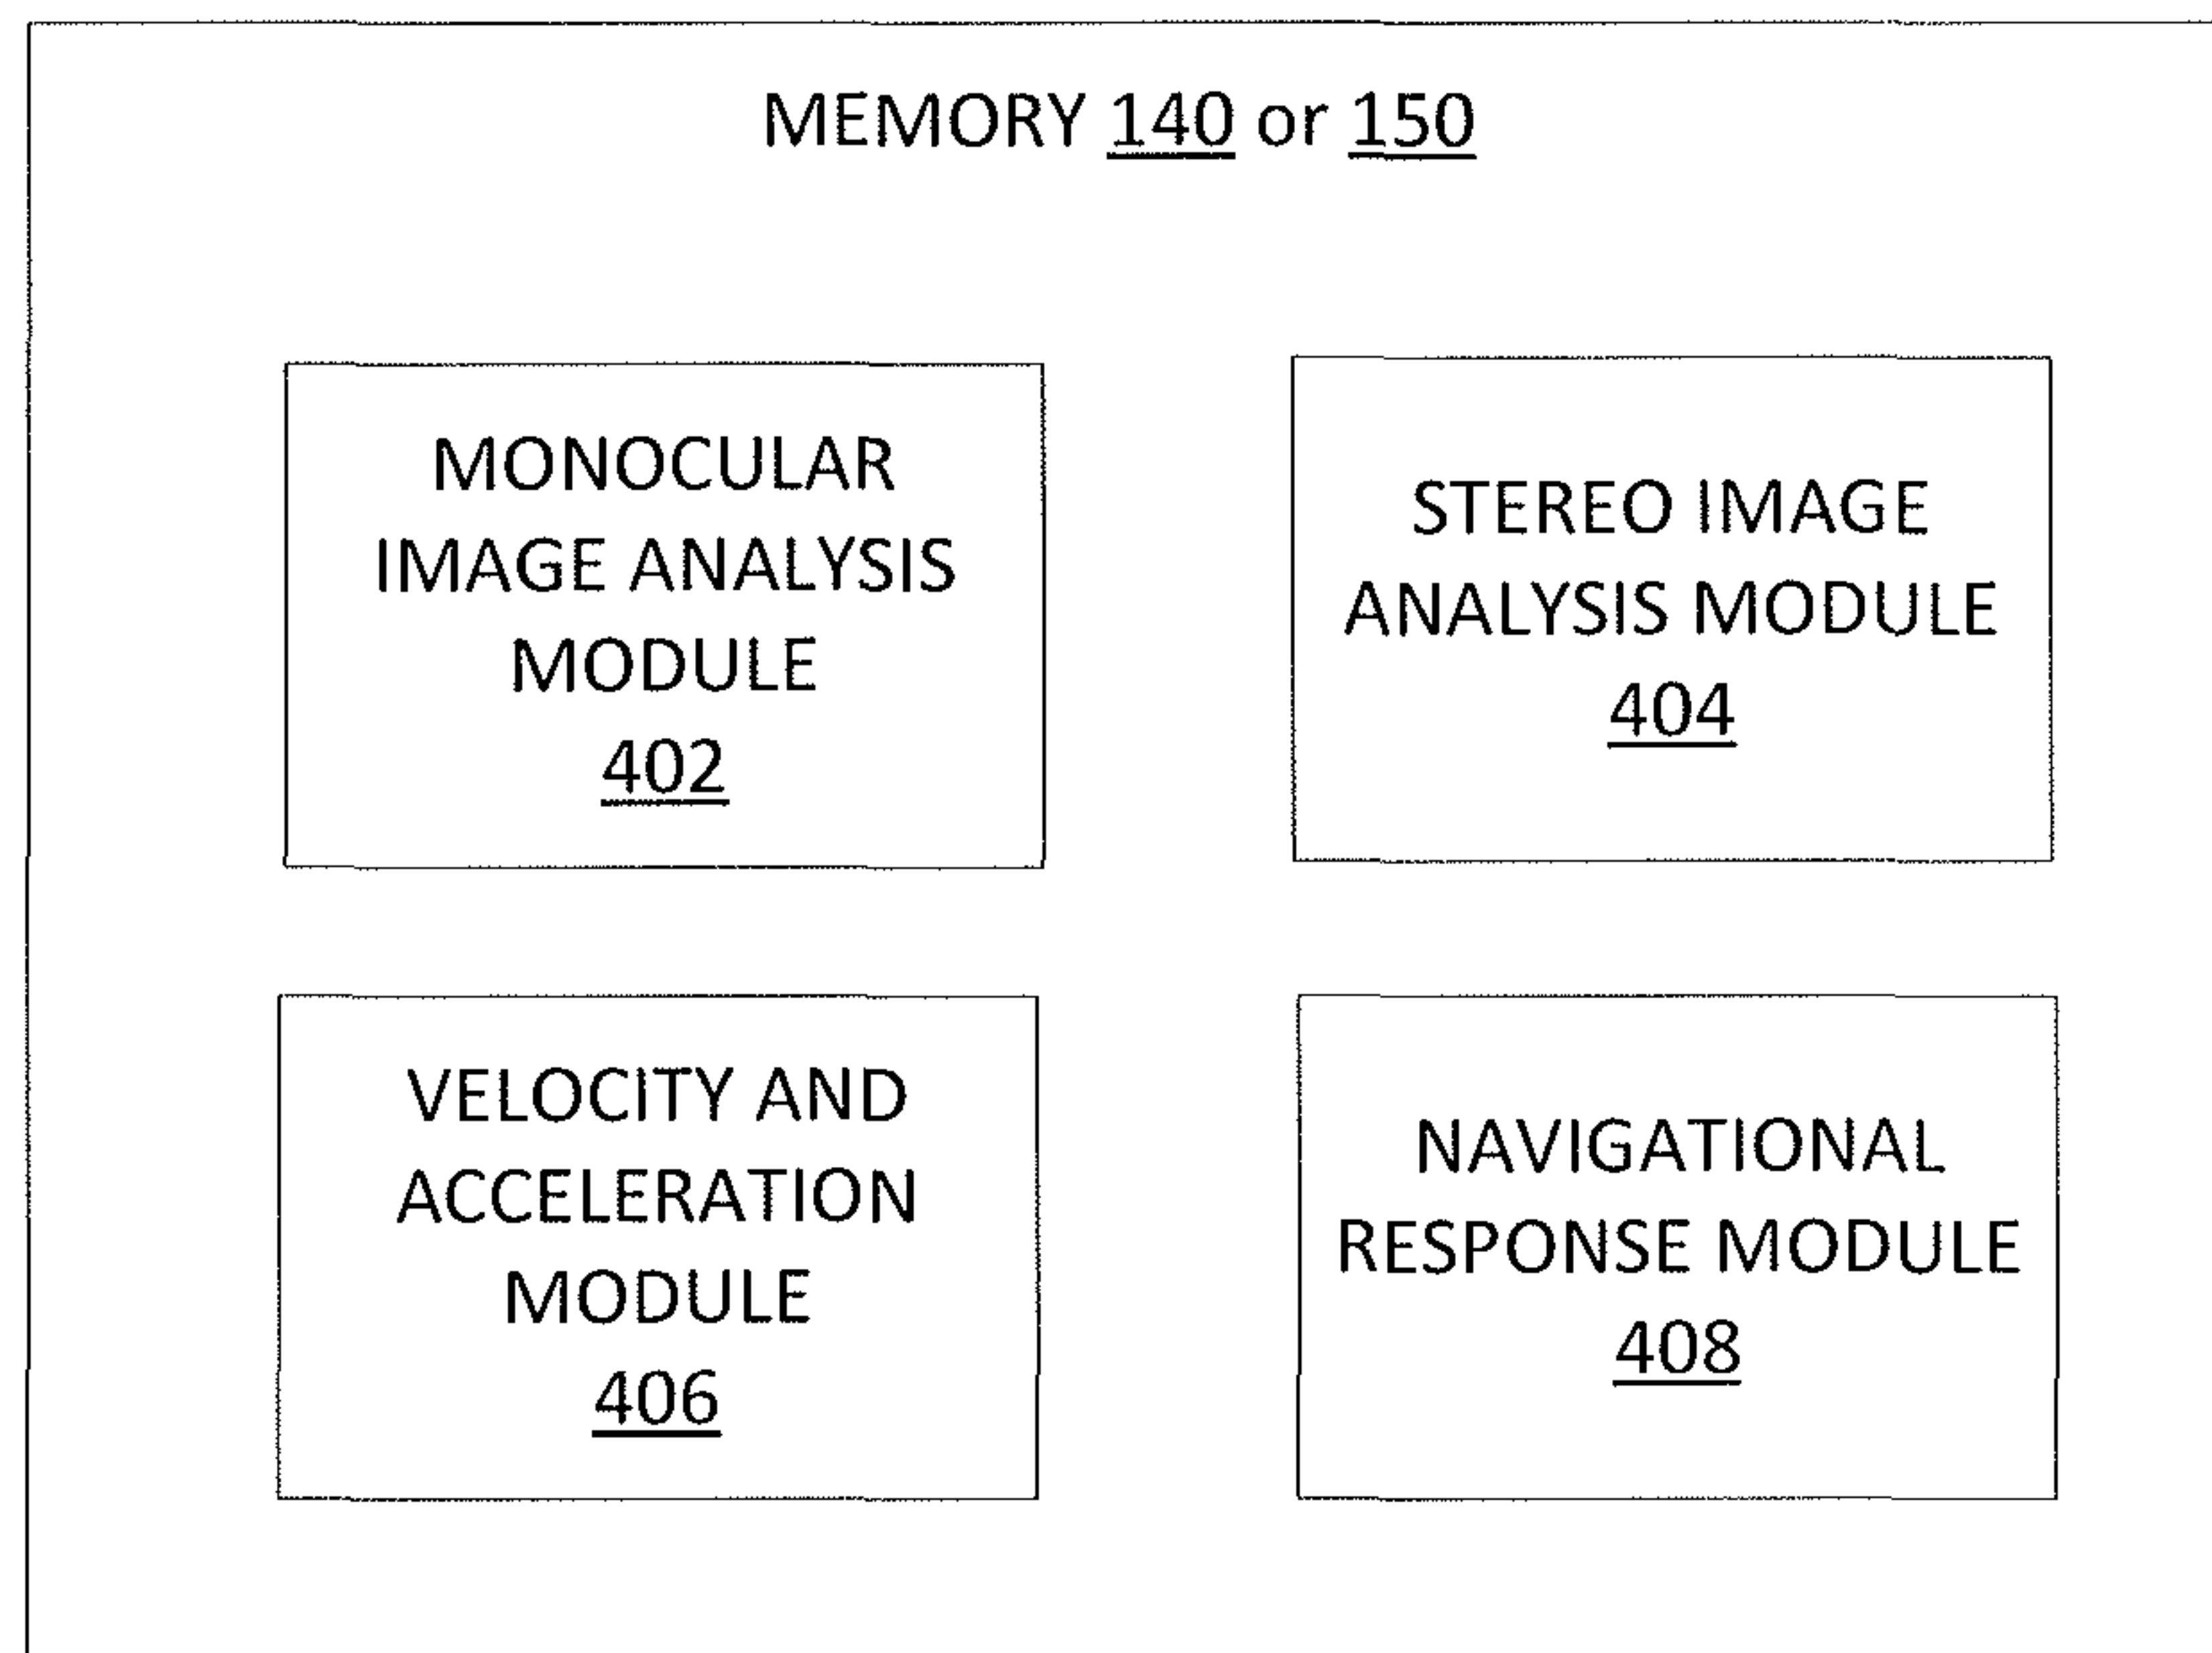 MEMORY 140 or 150
MONOCULAR
IMAGE ANALYSIS
MODULE
402
STEREO IMAGE
ANALYSIS MODULE
404
VELOCITY AND
ACCELERATION
MODULE
406
NAVIGATIONAL
RESPONSE MODULE
408